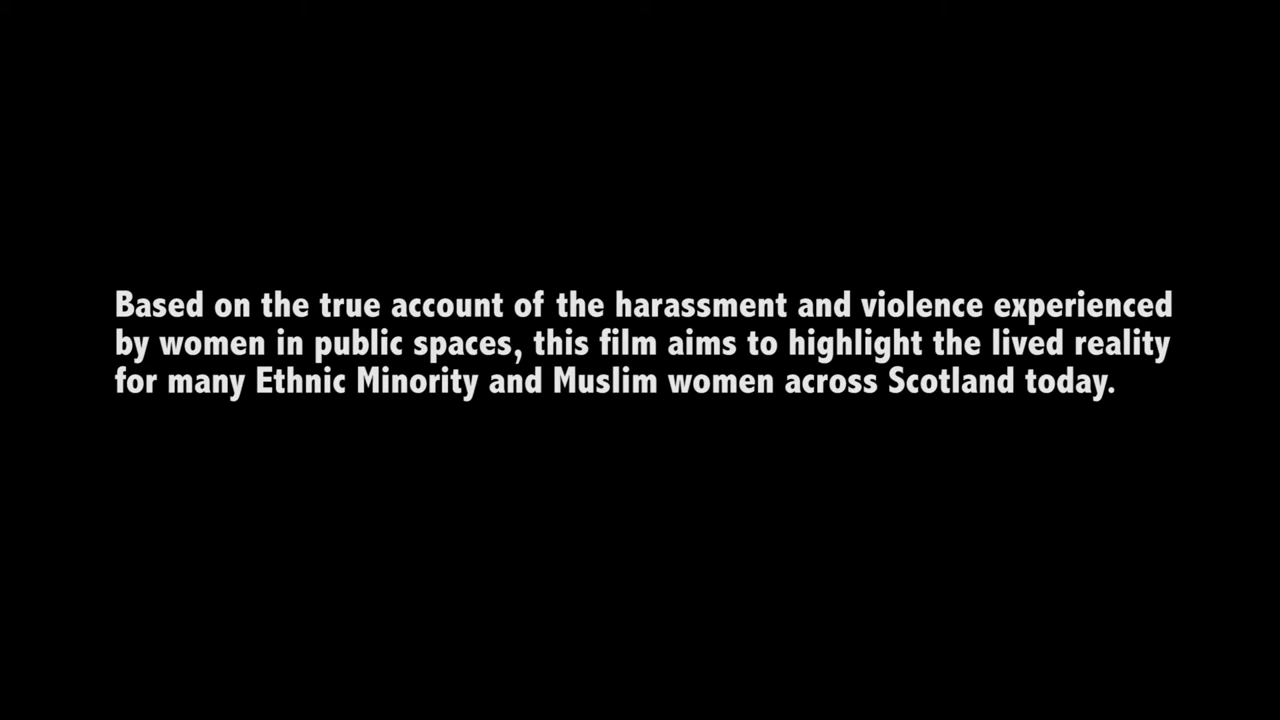 Based on the true account of the harassment and violence experienced
by women in public spaces, this film aims to highlight the lived reality
for many Ethnic Minority and Muslim women across Scotland today.